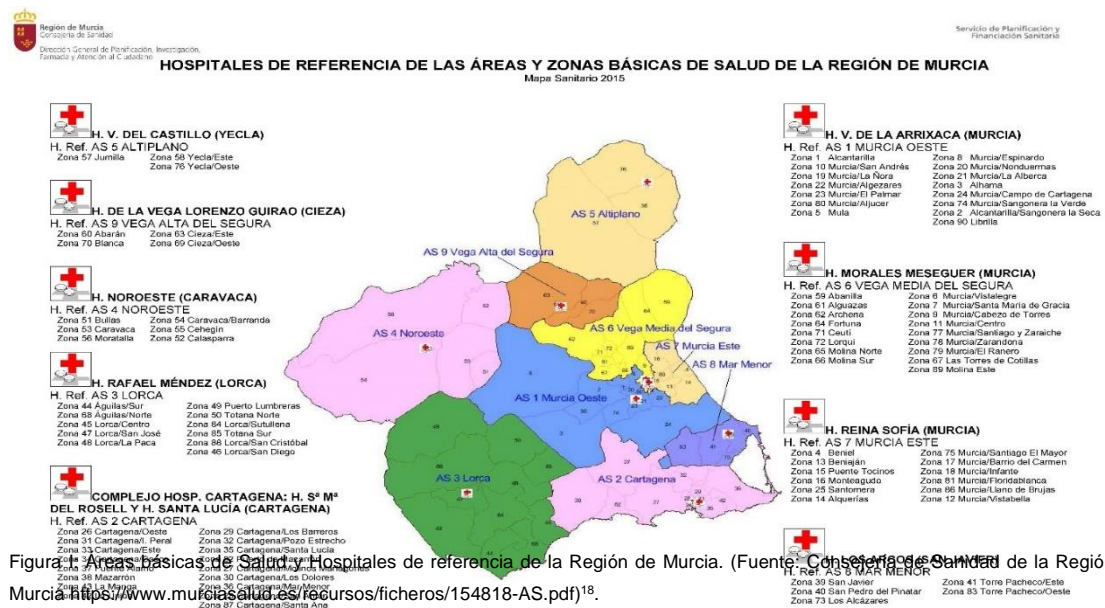 Región de Murcia
Consejería de Sanidad
Dirección General de Planificación, Investigación,
Farmacia y Atención al Ciudadano
Servicio de Planificación y
Financiación Sanitaria
HOSPITALES DE REFERENCIA DE LAS ÁREAS Y ZONAS BÁSICAS DE SALUD DE LA REGIÓN DE MURCIA
Mapa Sanitario 2015
H. V. DEL CASTILLO (YECLA)
H. Ref. AS 5 ALTIPLANO
Zona 57 Jumilla Zona 58 Yecla/Este
Zona 76 Yecla/Oeste
H. DE LA VEGA LORENZO GUIRAO (CIEZA)
H. Ref. AS 9 VEGA ALTA DEL SEGURA
Zona 60 Abarán Zona 63 Cieza/Este
Zona 70 Blanca Zona 69 Cieza/Oeste
H. NOROESTE (CARAVACA)
H. Ref. AS 4 NOROESTE
Zona 51 Bullas Zona 54 Caravaca/Barranda
Zona 53 Caravaca Zona 55 Cehegín
Zona 56 Moratalla Zona 52 Calasparra
H. RAFAEL MÉNDEZ (LORCA)
H. Ref. AS 3 LORCA
Zona 44 Águilas/Sur Zona 49 Puerto Lumbreras
Zona 68 Águilas/Norte Zona 50 Totana Norte
Zona 45 Lorca/Centro Zona 84 Lorca/Sutullena
Zona 47 Lorca/San José Zona 85 Totana Sur
Zona 48 Lorca/La Paca Zona 88 Lorca/San Cristóbal
Zona 46 Lorca/San Diego
COMPLEJO HOSP. CARTAGENA: H. Sª Mª
DEL ROSELL Y H. SANTA LUCÍA (CARTAGENA)
H. Ref. AS 2 CARTAGENA
Zona 26 Cartagena/Oeste Zona 29 Cartagena/Los Barreros
Zona 31 Cartagena/I. Peral Zona 32 Cartagena/Pozo Estrecho
Zona 33 Cartagena/Este Zona 35 Cartagena/Santa Lucía
Zona 38 Mazarrón Zona 30 Cartagena/Los Dolores
Zona 87 Cartagena/Santa Ana
AS 5 Altiplano
AS 9 Vega Alta del Segura
AS 4 Noroeste
AS 6 Vega Media del Segura
AS 7 Murcia Este
AS 8 Mar Menor
AS 1 Murcia Oeste
AS 3 Lorca
AS 2 Cartagena
H. V. DE LA ARRIXACA (MURCIA)
H. Ref. AS 1 MURCIA OESTE
Zona 1 Alcantarilla Zona 8 Murcia/Espinardo
Zona 10 Murcia/San Andrés Zona 20 Murcia/Nonduermas
Zona 19 Murcia/La Ñora Zona 21 Murcia/La Alberca
Zona 22 Murcia/Algezares Zona 3 Alhama
Zona 23 Murcia/El Palmar Zona 24 Murcia/Campo de Cartagena
Zona 80 Murcia/Aljucer Zona 74 Murcia/Sangonera la Verde
Zona 5 Mula Zona 2 Alcantarilla/Sangonera la Seca
Zona 90 Librilla
H. MORALES MESEGUER (MURCIA)
H. Ref. AS 6 VEGA MEDIA DEL SEGURA
Zona 59 Abanilla Zona 6 Murcia/Vistalegre
Zona 61 Alguazas Zona 7 Murcia/Santa María de Gracia
Zona 62 Archena Zona 9 Murcia/Cabezo de Torres
Zona 64 Fortuna Zona 11 Murcia/Centro
Zona 71 Ceutí Zona 77 Murcia/Santiago y Zaraiche
Zona 72 Lorquí Zona 78 Murcia/Zarandona
Zona 65 Molina Norte Zona 79 Murcia/El Ranero
Zona 66 Molina Sur Zona 67 Las Torres de Cotillas
Zona 89 Molina Este
H. REINA SOFÍA (MURCIA)
H. Ref. AS 7 MURCIA ESTE
Zona 4 Beniel Zona 75 Murcia/Santiago El Mayor
Zona 13 Beniaján Zona 17 Murcia/Barrio del Carmen
Zona 15 Puente Tocinos Zona 18 Murcia/Infante
Zona 16 Monteagudo Zona 81 Murcia/Floridablanca
Zona 25 Santomera Zona 86 Murcia/Llano de Brujas
Zona 14 Alquerías Zona 12 Murcia/Vistabella
H. LOS ARCOS (SAN JAVIER)
H. Ref. AS 8 MAR MENOR
Zona 39 San Javier Zona 41 Torre Pacheco/Este
Zona 40 San Pedro del Pinatar Zona 83 Torre Pacheco/Oeste
Zona 73 Los Alcázares
Figura I: Áreas básicas de Salud y Hospitales de referencia de la Región de Murcia. (Fuente: Consejería de Sanidad de la Regió
Murcia https://www.murciasalud.es/recursos/ficheros/154818-AS.pdf)18.